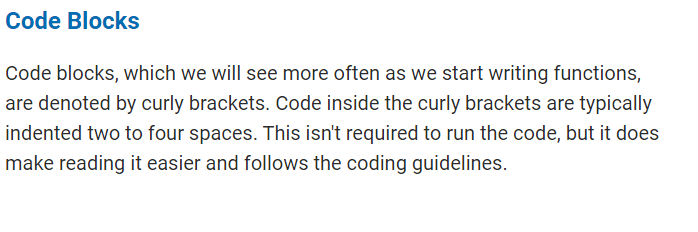 Code Blocks
Code blocks, which we will see more often as we start writing functions,
are denoted by curly brackets. Code inside the curly brackets are typically
indented two to four spaces. This isn't required to run the code, but it does
make reading it easier and follows the coding guidelines.